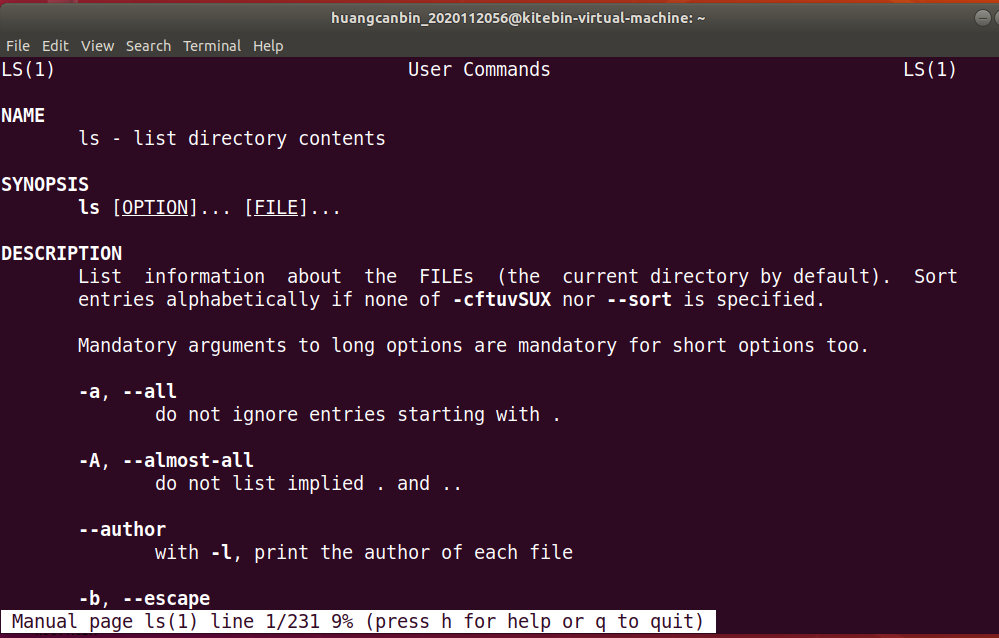 huangcanbin_2020112056@kitebin-virtual-machine: ~
File Edit View Search Terminal Help
LS(1) User Commands LS(1)
NAME
ls - list directory contents
SYNOPSIS
ls [OPTION]... [FILE]...
DESCRIPTION
List information about the FILEs (the current directory by default). Sort
entries alphabetically if none of -cftuvSUX nor --sort is specified.
Mandatory arguments to long options are mandatory for short options too.
-a, --all
do not ignore entries starting with .
-A, --almost-all
do not list implied . and ..
--author
with -l, print the author of each file
-b, --escape
Manual page ls(1) line 1/231 9% (press h for help or q to quit)